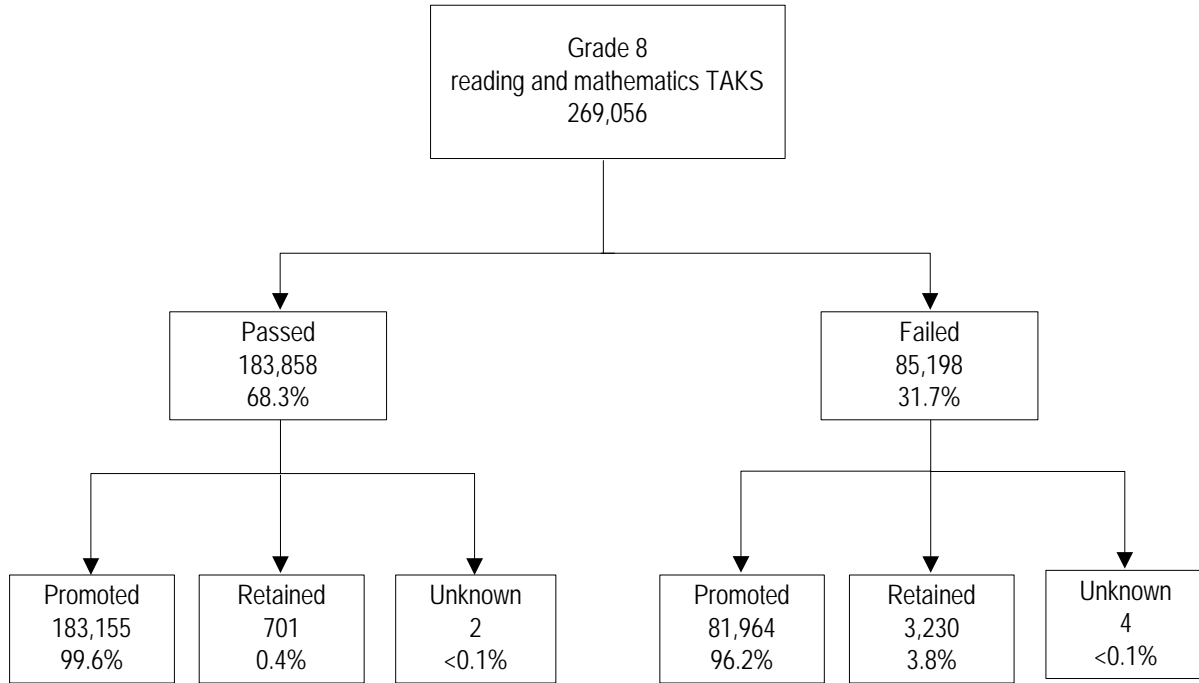 Grade 8
reading and mathematics TAKS
269,056
Passed
183,858
68.3%
Failed
85,198
31.7%
Promoted
183,155
99.6%
Retained
701
0.4%
Unknown
2
<0.1%
Promoted
81,964
96.2%
Retained
3,230
3.8%
Unknown
4
<0.1%